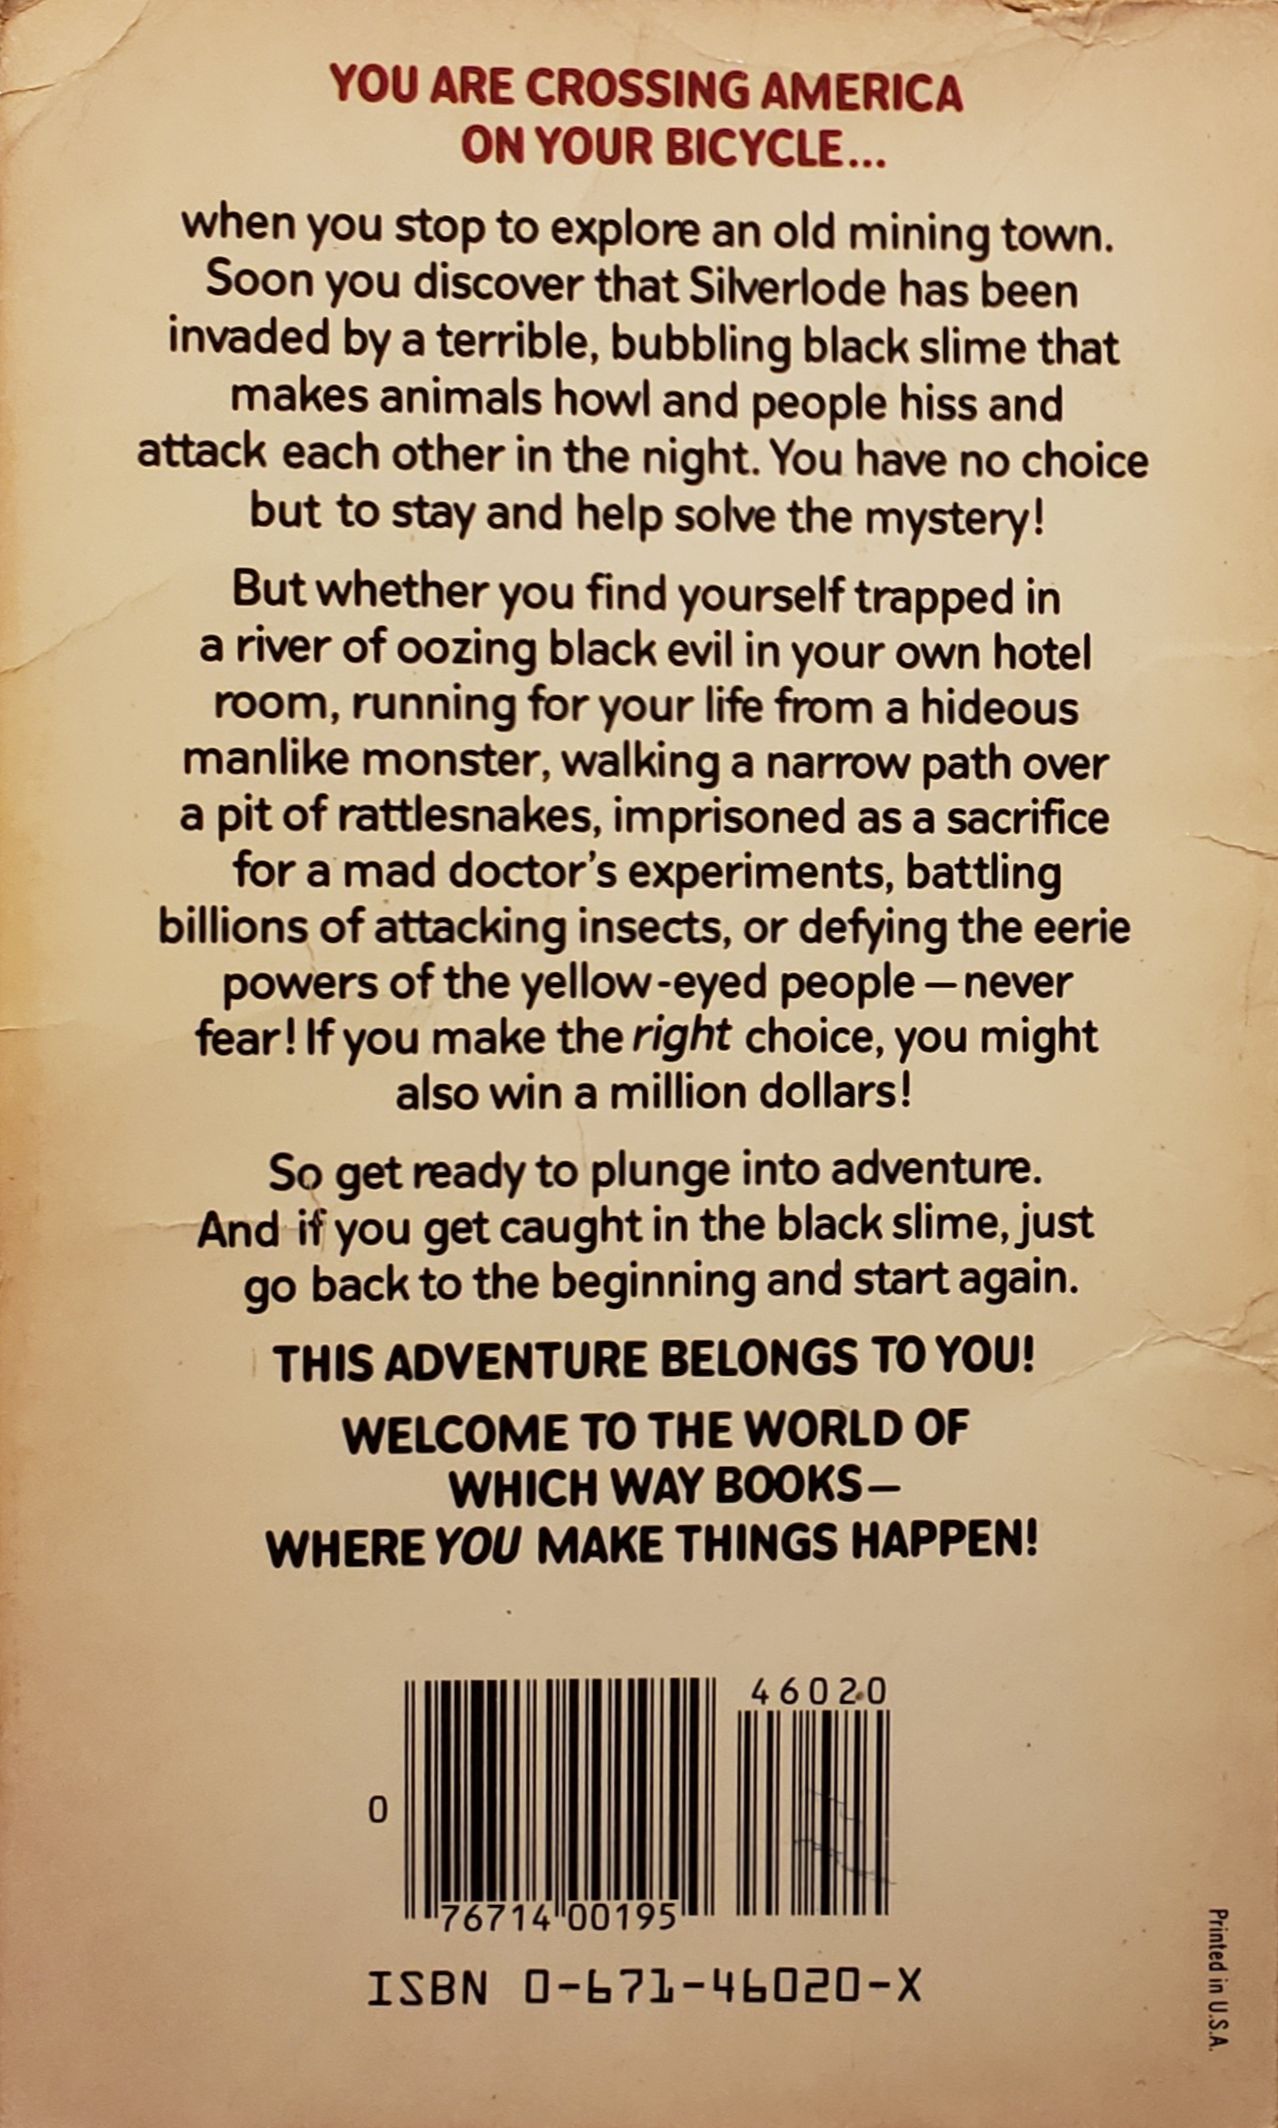 YOU ARE CROSSING AMERICA
ON YOUR BICYCLE...
when you stop to explore an old mining town.
Soon you discover that Silverlode has been
invaded by a terrible, bubbling black slime that
makes animals howl and people hiss and
attack each other in the night. You have no choice
but to stay and help solve the mystery!
But whether you find yourself trapped in
a river of oozing black evil in your own hotel
room, running for your life from a hideous
manlike monster, walking a narrow path over
a pit of rattlesnakes, imprisoned as a sacrifice
for a mad doctor's experiments, battling
billions of attacking insects, or defying the eerie
powers of the yellow-eyed people—never
fear! If you make the right choice, you might
also win a million dollars!
So get ready to plunge into adventure.
And if you get caught in the black slime, just
go back to the beginning and start again.
THIS ADVENTURE BELONGS TO YOU!
WELCOME TO THE WORLD OF
WHICH WAY BOOKS—
WHERE YOU MAKE THINGS HAPPEN!
46020
0
76714 00195
ISBN 0-671-46020-X
Printed in U.S.A.